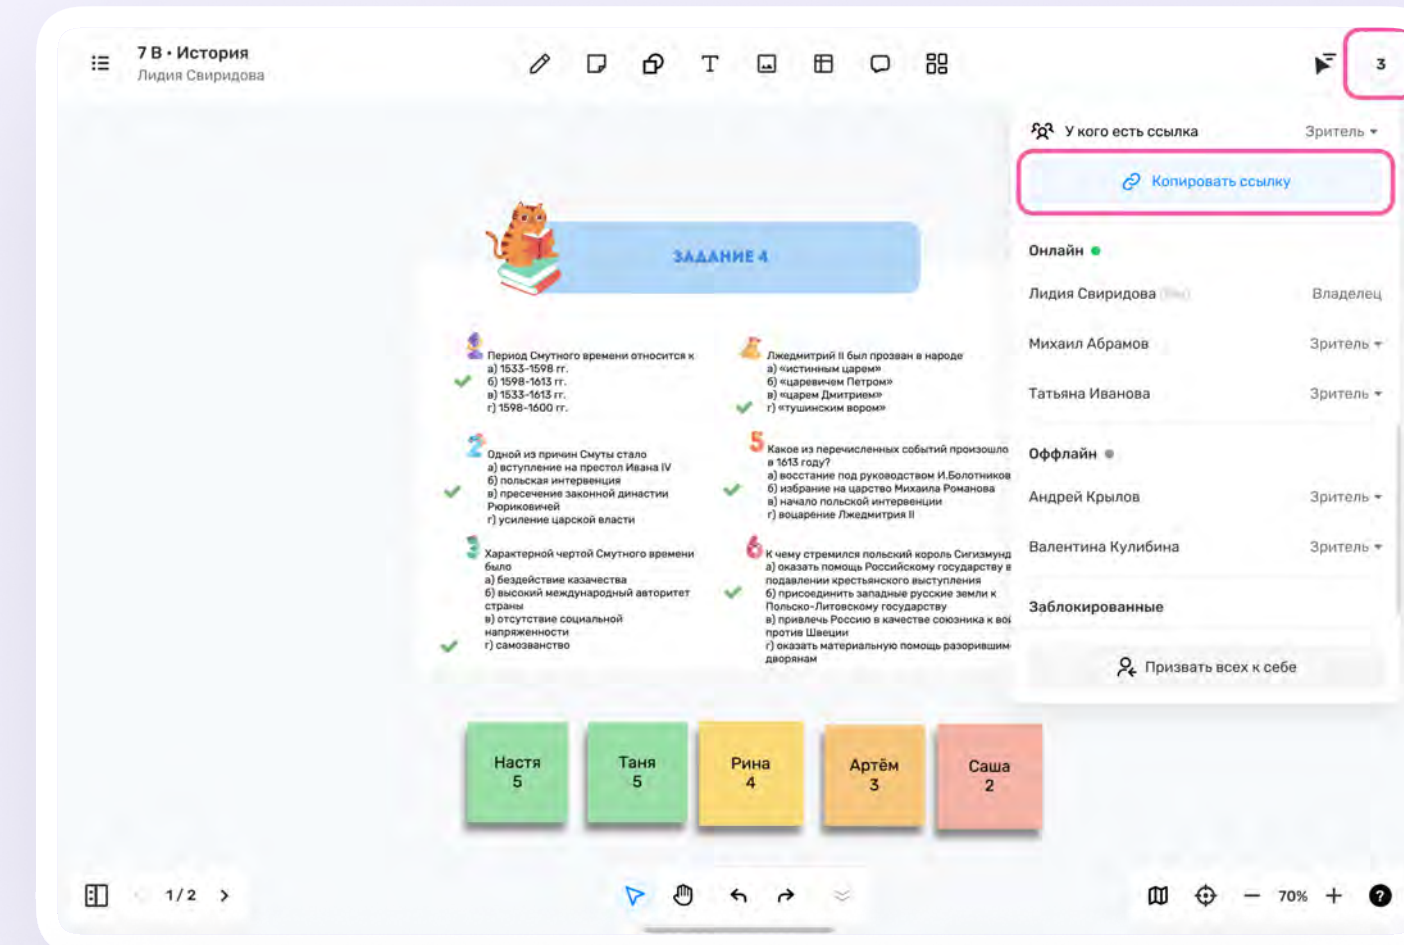 7 В · История
Лидия Свиридова
3
У кого есть ссылка
Зритель
Копировать ссылку
Онлайн
Лидия Свиридова
Владелец
Михаил Абрамов
Зритель
Татьяна Иванова
Зритель
Оффлайн
Андрей Крылов
Зритель
Валентина Кулибина
Зритель
Заблокированные
Призвать всех к себе
ЗАДАНИЕ 4
1
Период Смутного времени относится к
а) 1533-1598 гг.
б) 1598-1613 гг.
в) 1533-1613 гг.
г) 1598-1600 гг.
2
Одной из причин Смуты стало
а) вступление на престол Ивана IV
б) польская интервенция
в) пресечение законной династии
Рюриковичей
г) усиление царской власти
3
Характерной чертой Смутного времени
было
а) бездействие казачества
б) высокий международный авторитет
страны
в) отсутствие социальной
напряженности
г) самозванство
4
Лжедмитрий II был прозван в народе
а) «истинным царем»
б) «царевичем Петром»
в) «царем Дмитрием»
г) «тушинским вором»
5
Какое из перечисленных событий произошло
в 1613 году?
а) восстание под руководством И.Болотников
б) избрание на царство Михаила Романова
в) начало польской интервенции
г) воцарение Лжедмитрия II
6
К чему стремился польский король Сигизмунд
а) оказать помощь Российскому государству в
подавлении крестьянского выступления
б) присоединить западные русские земли к
Польско-Литовскому государству
в) привлечь Россию в качестве союзника к вой
против Швеции
г) оказать материальную помощь разорившим
дворянам
Настя
5
Таня
5
Рина
4
Артём
3
Саша
2
1/2
70%
?